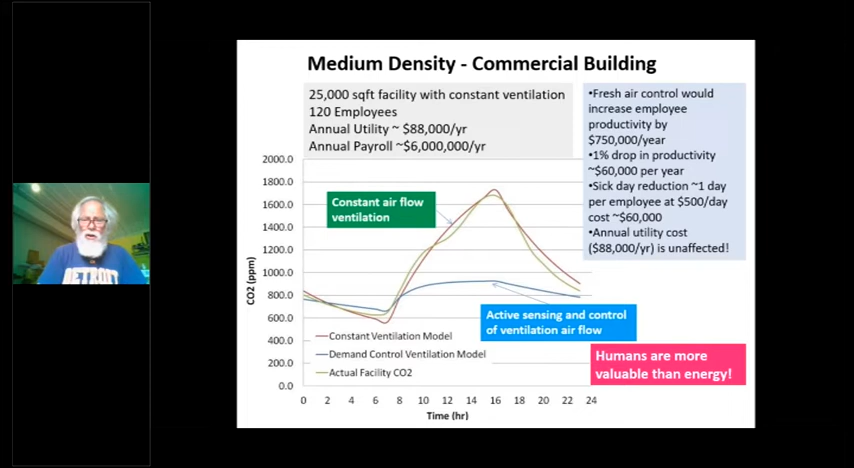 Medium Density - Commercial Building
25,000 sqft facility with constant ventilation
120 Employees
Annual Utility ~ $88,000/yr
Annual Payroll ~$6,000,000/yr
•Fresh air control would
increase employee
productivity by
$750,000/year
•1% drop in productivity
~$60,000 per year
•Sick day reduction ~1 day
per employee at $500/day
cost ~$60,000
•Annual utility cost
($88,000/yr) is unaffected!
2000.0
1800.0
1600.0
1400.0
1200.0
1000.0
800.0
600.0
400.0
200.0
0.0
CO2 (ppm)
Constant air flow
ventilation
Active sensing and control
of ventilation air flow
Constant Ventilation Model
Demand Control Ventilation Model
Actual Facility CO2
Humans are more
valuable than energy!
0 2 4 6 8 10 12 14 16 18 20 22 24
Time (hr)
DETROIT